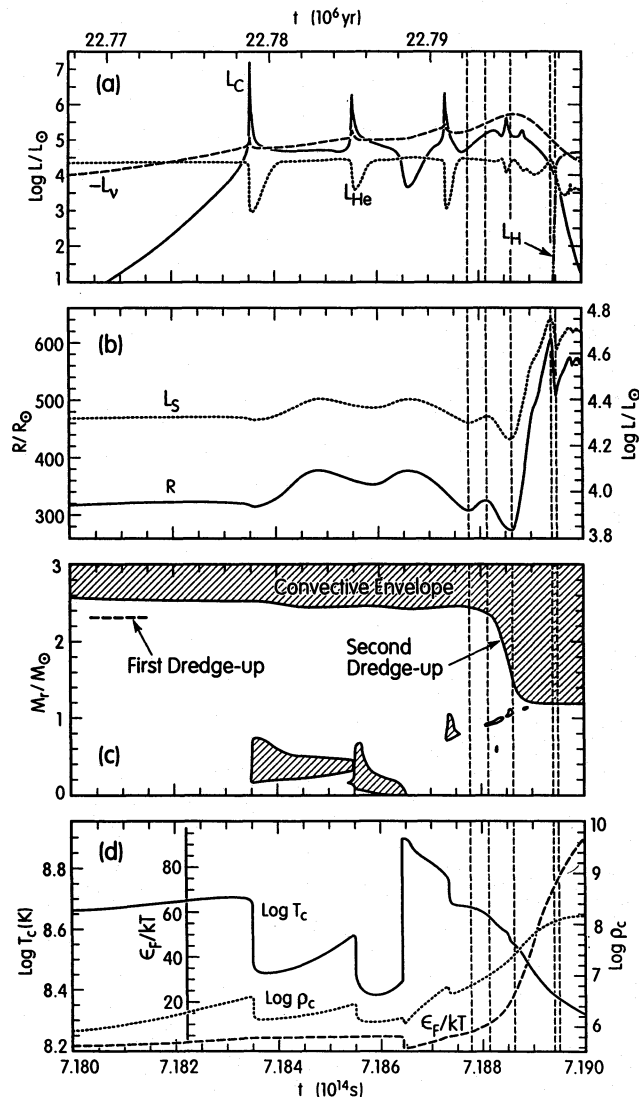 t (10⁶ yr)
22.77 22.78 22.79
(a)
L_C
Log L/L_⊙
7
6
5
4
3
2
1
-L_ν
L_He
L_H
(b)
R/R_⊙
600
500
400
300
L_S
R
4.8
4.6
4.4
4.2
4.0
3.8
Log L/L_⊙
(c)
M_r/M_⊙
3
2
1
0
Convective Envelope
First Dredge-up
Second
Dredge-up
(d)
Log T_c(K)
8.8
8.6
8.4
8.2
ϵ_F/kT
80
60
40
20
Log T_c
Log ρ_c
ϵ_F/kT
10
9
8
7
6
Log ρ_c
7.180 7.182 7.184 7.186 7.188 7.190
t (10¹⁴s)